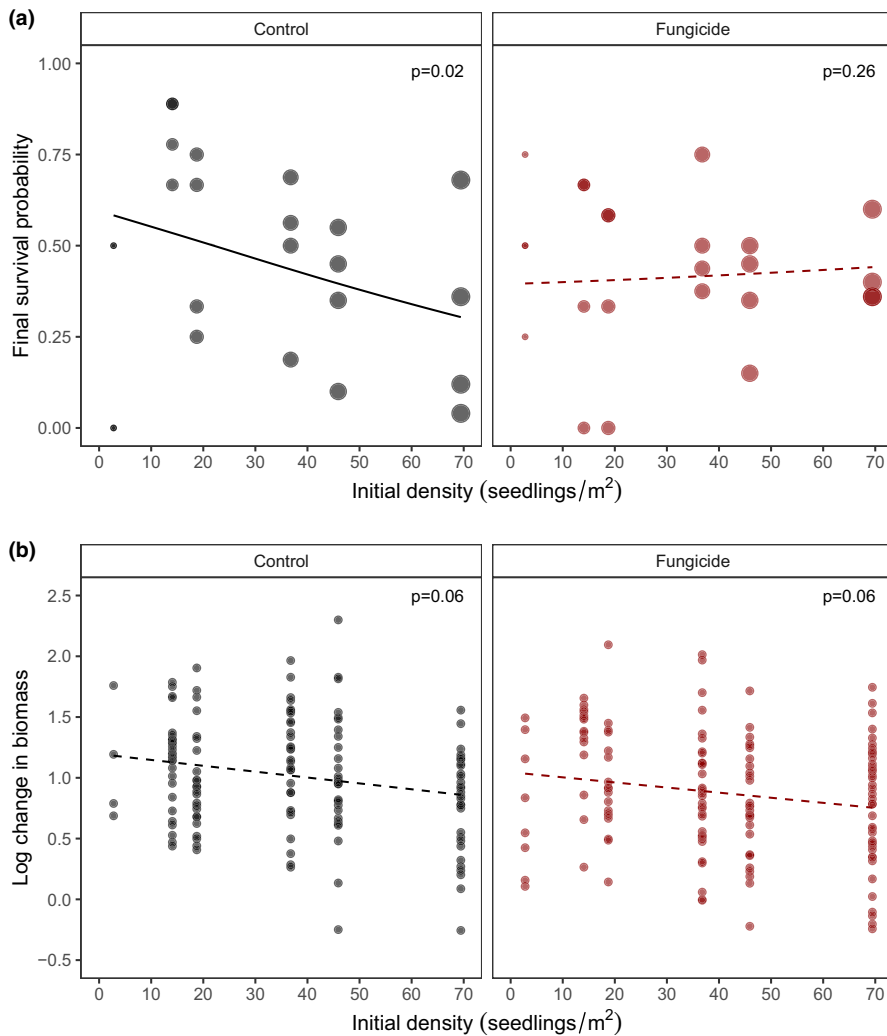 (a)
Control
Fungicide
p=0.02
p=0.26
Final survival probability
1.00
0.75
0.50
0.25
0.00
0 10 20 30 40 50 60 70
0 10 20 30 40 50 60 70
Initial density (seedlings/m²)
(b)
Control
Fungicide
p=0.06
p=0.06
Log change in biomass
2.5
2.0
1.5
1.0
0.5
0.0
−0.5
0 10 20 30 40 50 60 70
0 10 20 30 40 50 60 70
Initial density (seedlings/m²)